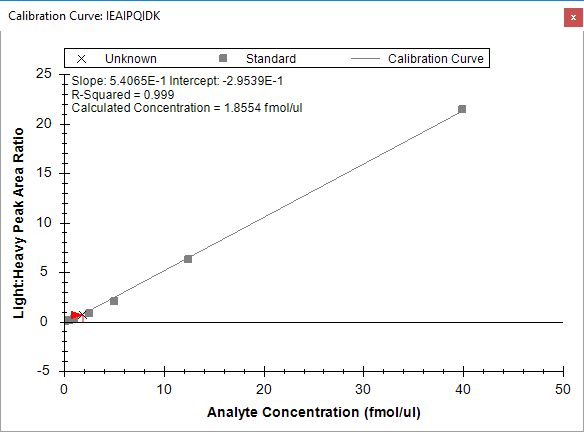 Calibration Curve: IEAIPQIDK
x
Unknown Standard Calibration Curve
Slope: 5.4065E-1 Intercept: -2.9539E-1
R-Squared = 0.999
Calculated Concentration = 1.8554 fmol/ul
25
20
15
10
5
0
-5
Light:Heavy Peak Area Ratio
0 10 20 30 40 50
Analyte Concentration (fmol/ul)